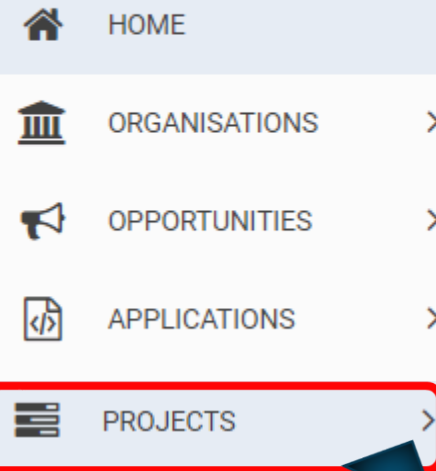 HOME
ORGANISATIONS
OPPORTUNITIES
APPLICATIONS
PROJECTS